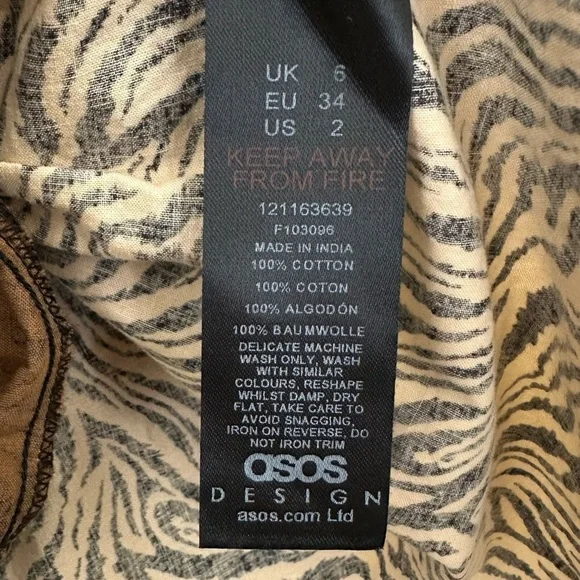 UK 6
EU 34
US 2
KEEP AWAY
FROM FIRE
121163639
F103096
MADE IN INDIA
100% COTTON
100% COTON
100% ALGODÓN
100% BAUMWOLLE
DELICATE MACHINE
WASH ONLY, WASH
WITH SIMILAR
COLOURS, RESHAPE
WHILST DAMP, DRY
FLAT, TAKE CARE TO
AVOID SNAGGING,
IRON ON REVERSE, DO
NOT IRON TRIM
asos
DESIGN
asos.com Ltd